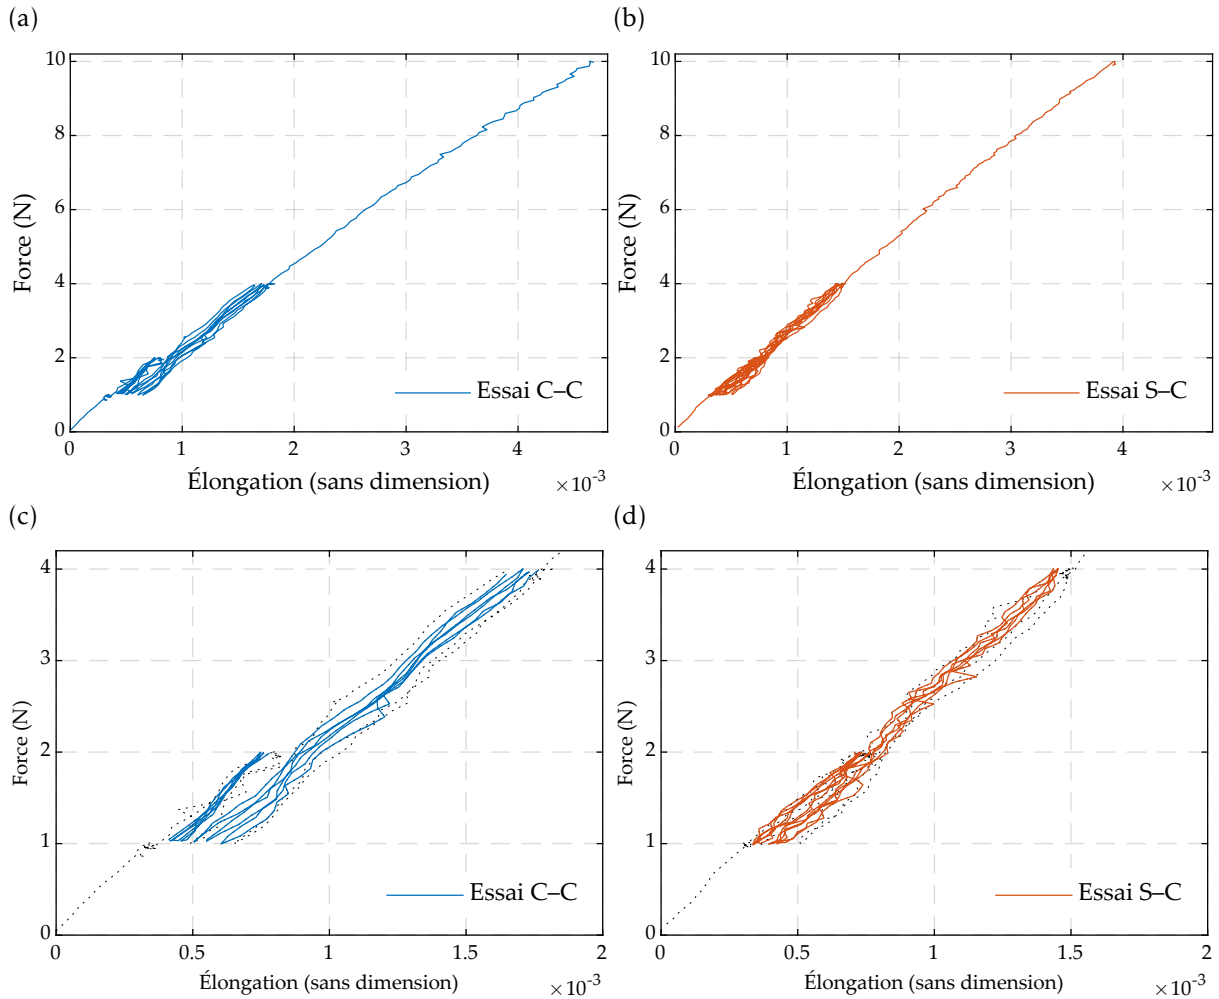 (a)
(b)
10
8
6
4
2
0
Force (N)
Essai C–C
0
1
2
3
4
Élongation (sans dimension)
×10-3
10
8
6
4
2
0
Force (N)
Essai S–C
0
1
2
3
4
Élongation (sans dimension)
×10-3
(c)
(d)
4
3
2
1
0
Force (N)
Essai C–C
0
0.5
1
1.5
2
Élongation (sans dimension)
×10-3
4
3
2
1
0
Force (N)
Essai S–C
0
0.5
1
1.5
2
Élongation (sans dimension)
×10-3